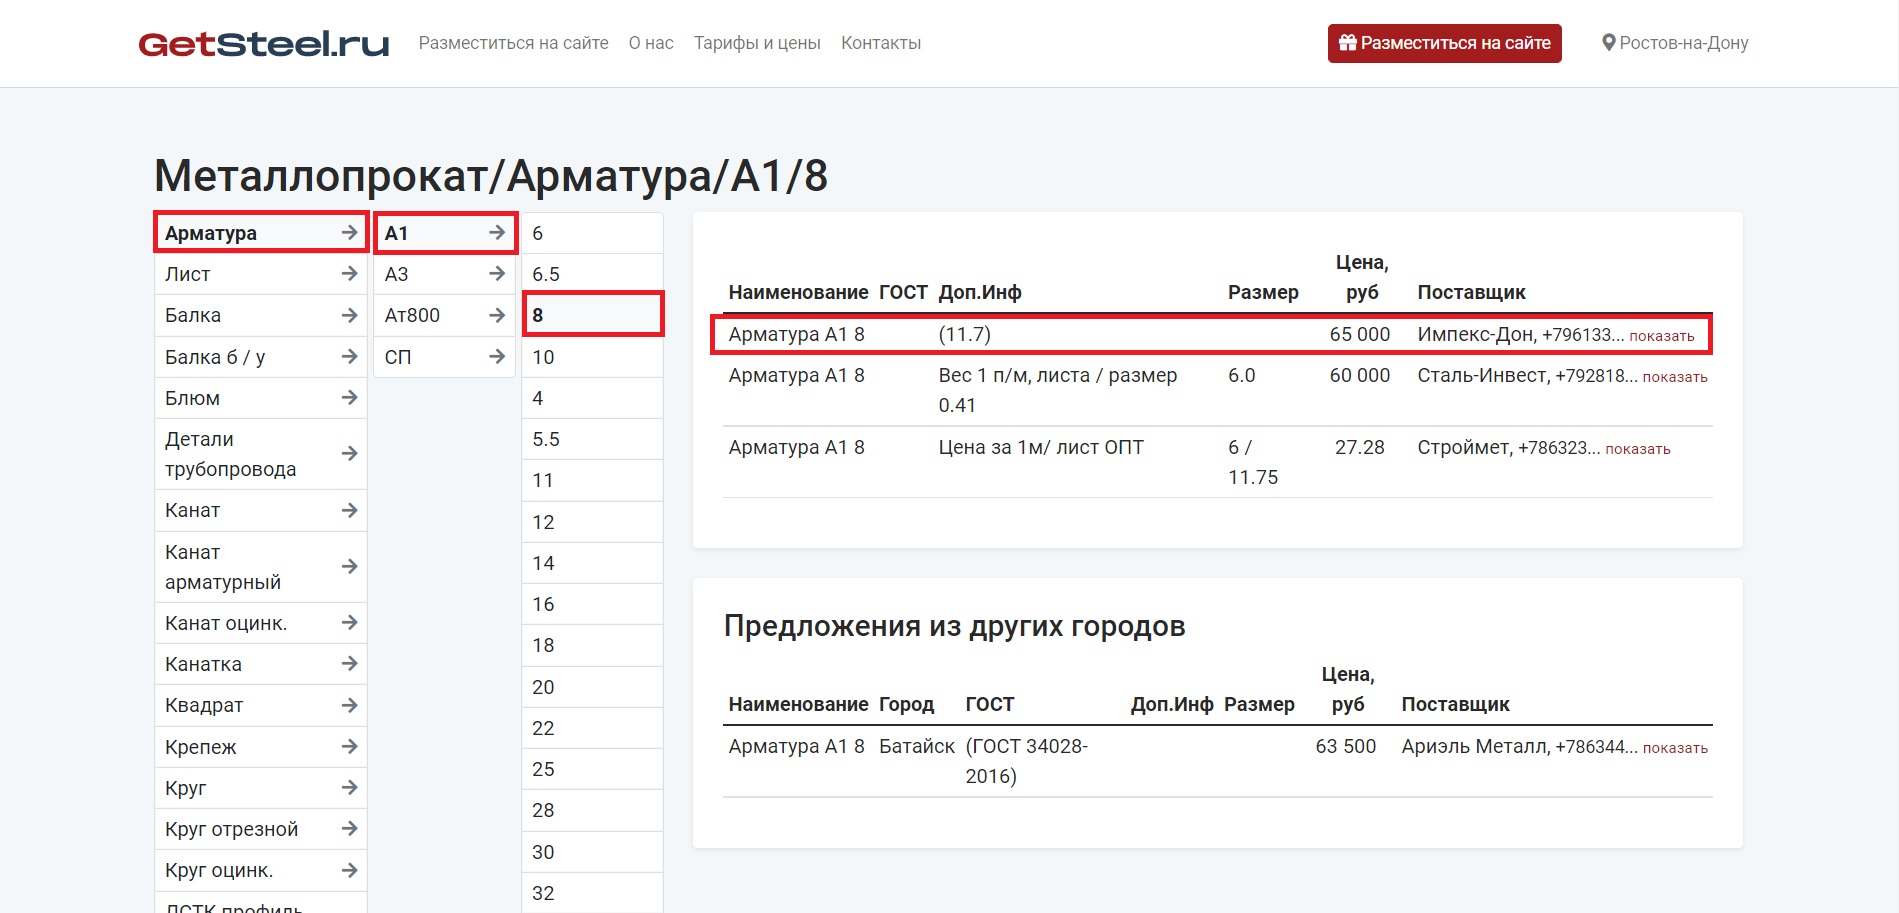 GetSteel.ru Разместиться на сайте О нас Тарифы и цены Контакты Разместиться на сайте Ростов-на-Дону
Металлопрокат/Арматура/А1/8
Арматура
Лист
Балка
Балка б / у
Блюм
Детали
трубопровода
Канат
Канат
арматурный
Канат оцинк.
Канатка
Квадрат
Крепеж
Круг
Круг отрезной
Круг оцинк.
ЛСТК профиль
А1
А3
Ат800
СП
6
6.5
8
10
4
5.5
11
12
14
16
18
20
22
25
28
30
32
Цена,
Наименование ГОСТ Доп.Инф Размер руб Поставщик
Арматура А1 8 (11.7) 65 000 Импекс-Дон, +796133... показать
Арматура А1 8 Вес 1 п/м, листа / размер 6.0 60 000 Сталь-Инвест, +792818... показать
0.41
Арматура А1 8 Цена за 1м/ лист ОПТ 6 / 27.28 Строймет, +786323... показать
11.75
Предложения из других городов
Цена,
Наименование Город ГОСТ Доп.Инф Размер руб Поставщик
Арматура А1 8 Батайск (ГОСТ 34028- 63 500 Ариэль Металл, +786344... показать
2016)